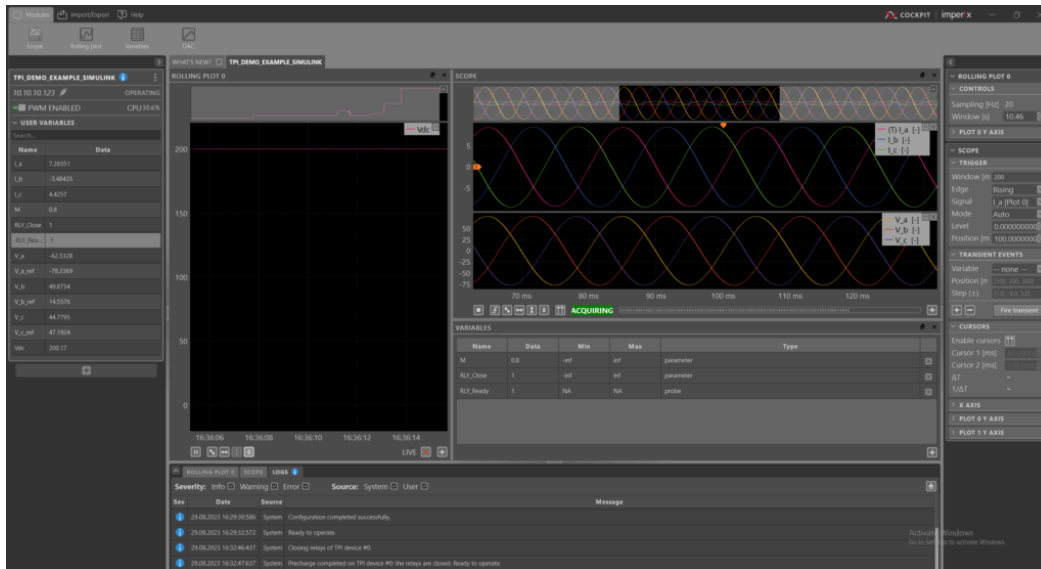 Modules Import/Export Help COCKPIT imperix
Scope Rolling plot Variables DAC
WHAT'S NEW? TPI_DEMO_EXAMPLE_SIMULINK
TPI_DEMO_EXAMPLE_SIMULINK
10.10.10.123 OPERATING
PWM ENABLED CPU:30.6%
USER VARIABLES
Search...
Name Data
I_a 7.26551
I_b -3.48435
I_c 4.4257
M 0.8
RLY_Close 1
RLY_Rea... 1
V_a -62.5328
V_a_ref -78.2369
V_b 49.8754
V_b_ref 14.5576
V_c 44.7795
V_c_ref 47.1924
Vdc 200.17
ROLLING PLOT 0
Vdc
200
150
100
50
0
16:36:06 16:36:08 16:36:10 16:36:12 16:36:14
LIVE
SCOPE
(T) I_a [-]
I_b [-]
I_c [-]
5
0
-5
V_a [-]
V_b [-]
V_c [-]
50
25
0
-25
-50
-75
70 ms 80 ms 90 ms 100 ms 110 ms 120 ms
ACQUIRING
VARIABLES
Name Data Min Max Type
M 0.8 -inf inf parameter
RLY_Close 1 -inf inf parameter
RLY_Ready 1 NA NA probe
ROLLING PLOT 0
CONTROLS
Sampling [Hz] 20
Window [s] 10.46
PLOT 0 Y AXIS
SCOPE
TRIGGER
Window [m 200
Edge Rising
Signal I_a [Plot 0]
Mode Auto
Level 0.000000000
Position [m 100.0000000
TRANSIENT EVENTS
Variable -- none --
Position [n
Step (±)
Fire transient
CURSORS
Enable cursors
Cursor 1 [ms]
Cursor 2 [ms]
ΔT -
1/ΔT -
X AXIS
PLOT 0 Y AXIS
PLOT 1 Y AXIS
ROLLING PLOT 0 SCOPE LOGS
Severity: Info Warning Error Source: System User
Sev Date Source Message
29.08.2023 16:29:30:586 System Configuration completed successfully.
29.08.2023 16:29:32:572 System Ready to operate.
29.08.2023 16:32:46:437 System Closing relays of TPI device #0.
29.08.2023 16:32:47:637 System Precharge completed on TPI device #0: the relays are closed. Ready to operate.
Activate Windows
Go to Settings to activate Windows.